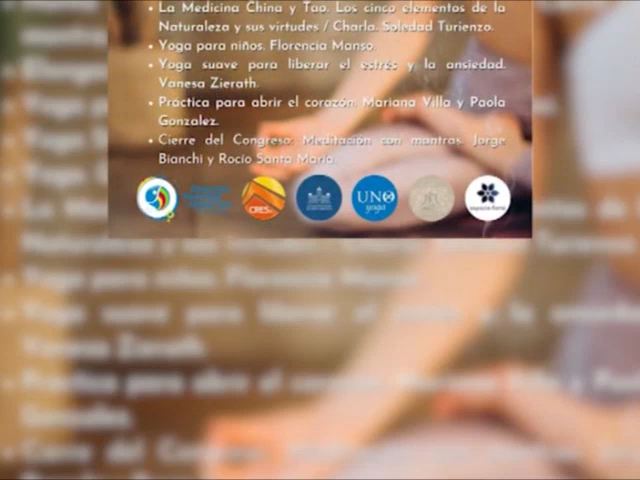 • La Medicina China y Tao. Los cinco elementos de la
Naturaleza y sus virtudes / Charla. Soledad Turienzo.
• Yoga para niños. Florencia Manso.
• Yoga suave para liberar el estrés y la ansiedad.
Vanesa Zierath.
• Práctica para abrir el corazón. Mariana Villa y Paola
Gonzalez.
• Cierre del Congreso: Meditación con mantras. Jorge
Bianchi y Rocío Santa María.
CRES
UNO
yoga